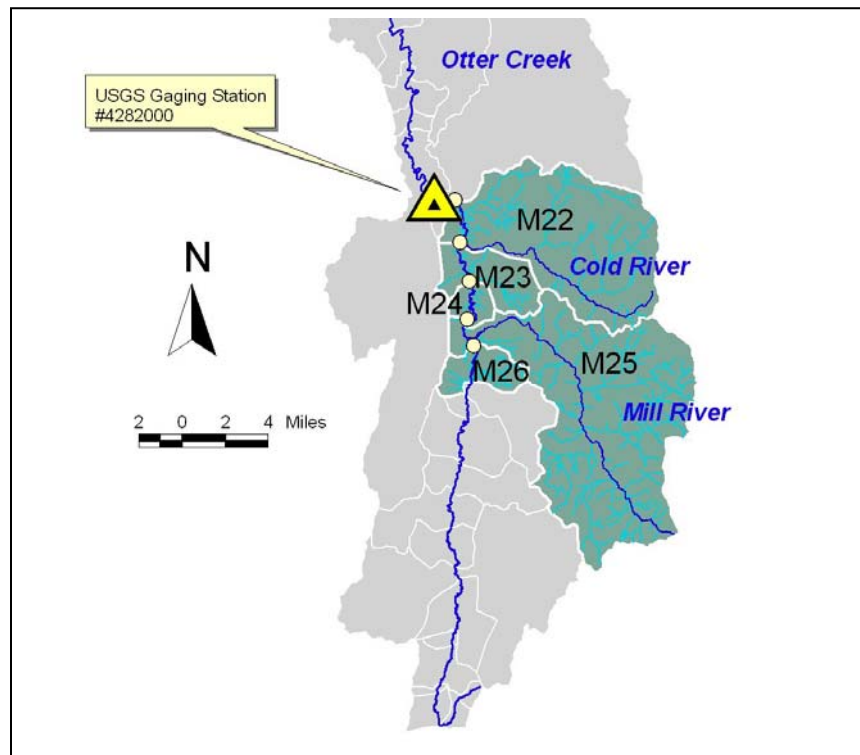 Otter Creek
USGS Gaging Station
#4282000
M22
N
Cold River
M23
M24
M25
M26
Mill River
2 0 2 4 Miles